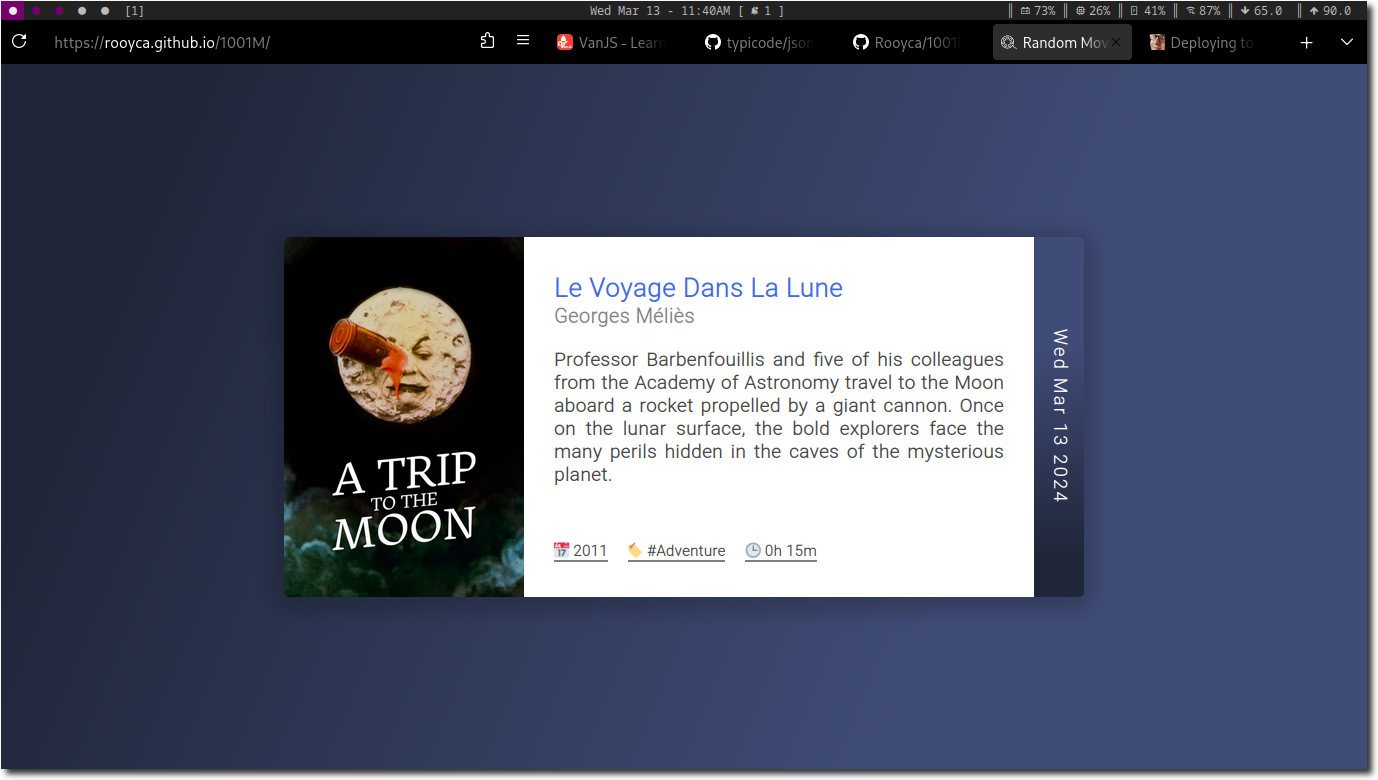 [1]
Wed Mar 13 - 11:40AM [ 1 ]
73% 26% 41% 87% 65.0 90.0
https://rooyca.github.io/1001M/
VanJS - Learn
typicode/json
Rooyca/1001
Random Mov
Deploying to
A TRIP
TO THE
MOON
Le Voyage Dans La Lune
Georges Méliès
Professor Barbenfouillis and five of his colleagues
from the Academy of Astronomy travel to the Moon
aboard a rocket propelled by a giant cannon. Once
on the lunar surface, the bold explorers face the
many perils hidden in the caves of the mysterious
planet.
2011 #Adventure 0h 15m
Wed Mar 13 2024